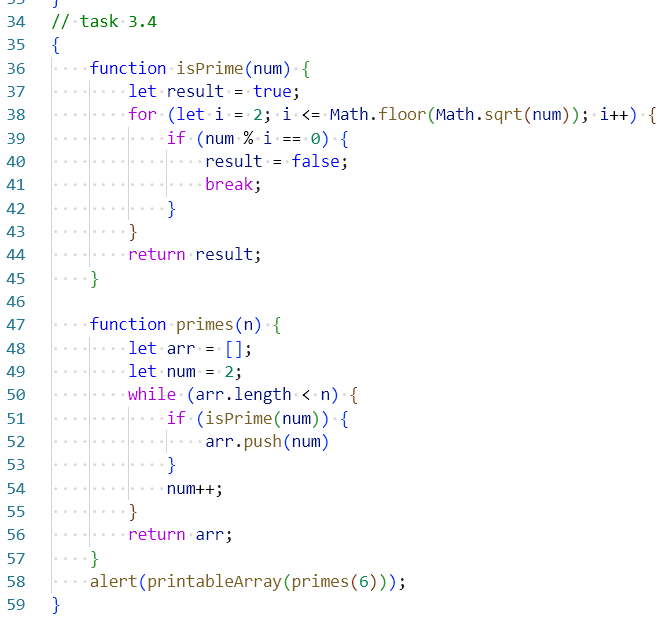 33 }
34 // task 3.4
35 {
36     function isPrime(num) {
37         let result = true;
38         for (let i = 2; i <= Math.floor(Math.sqrt(num)); i++) {
39             if (num % i == 0) {
40                 result = false;
41                 break;
42             }
43         }
44         return result;
45     }
46
47     function primes(n) {
48         let arr = [];
49         let num = 2;
50         while (arr.length < n) {
51             if (isPrime(num)) {
52                 arr.push(num)
53             }
54             num++;
55         }
56         return arr;
57     }
58     alert(printableArray(primes(6)));
59 }